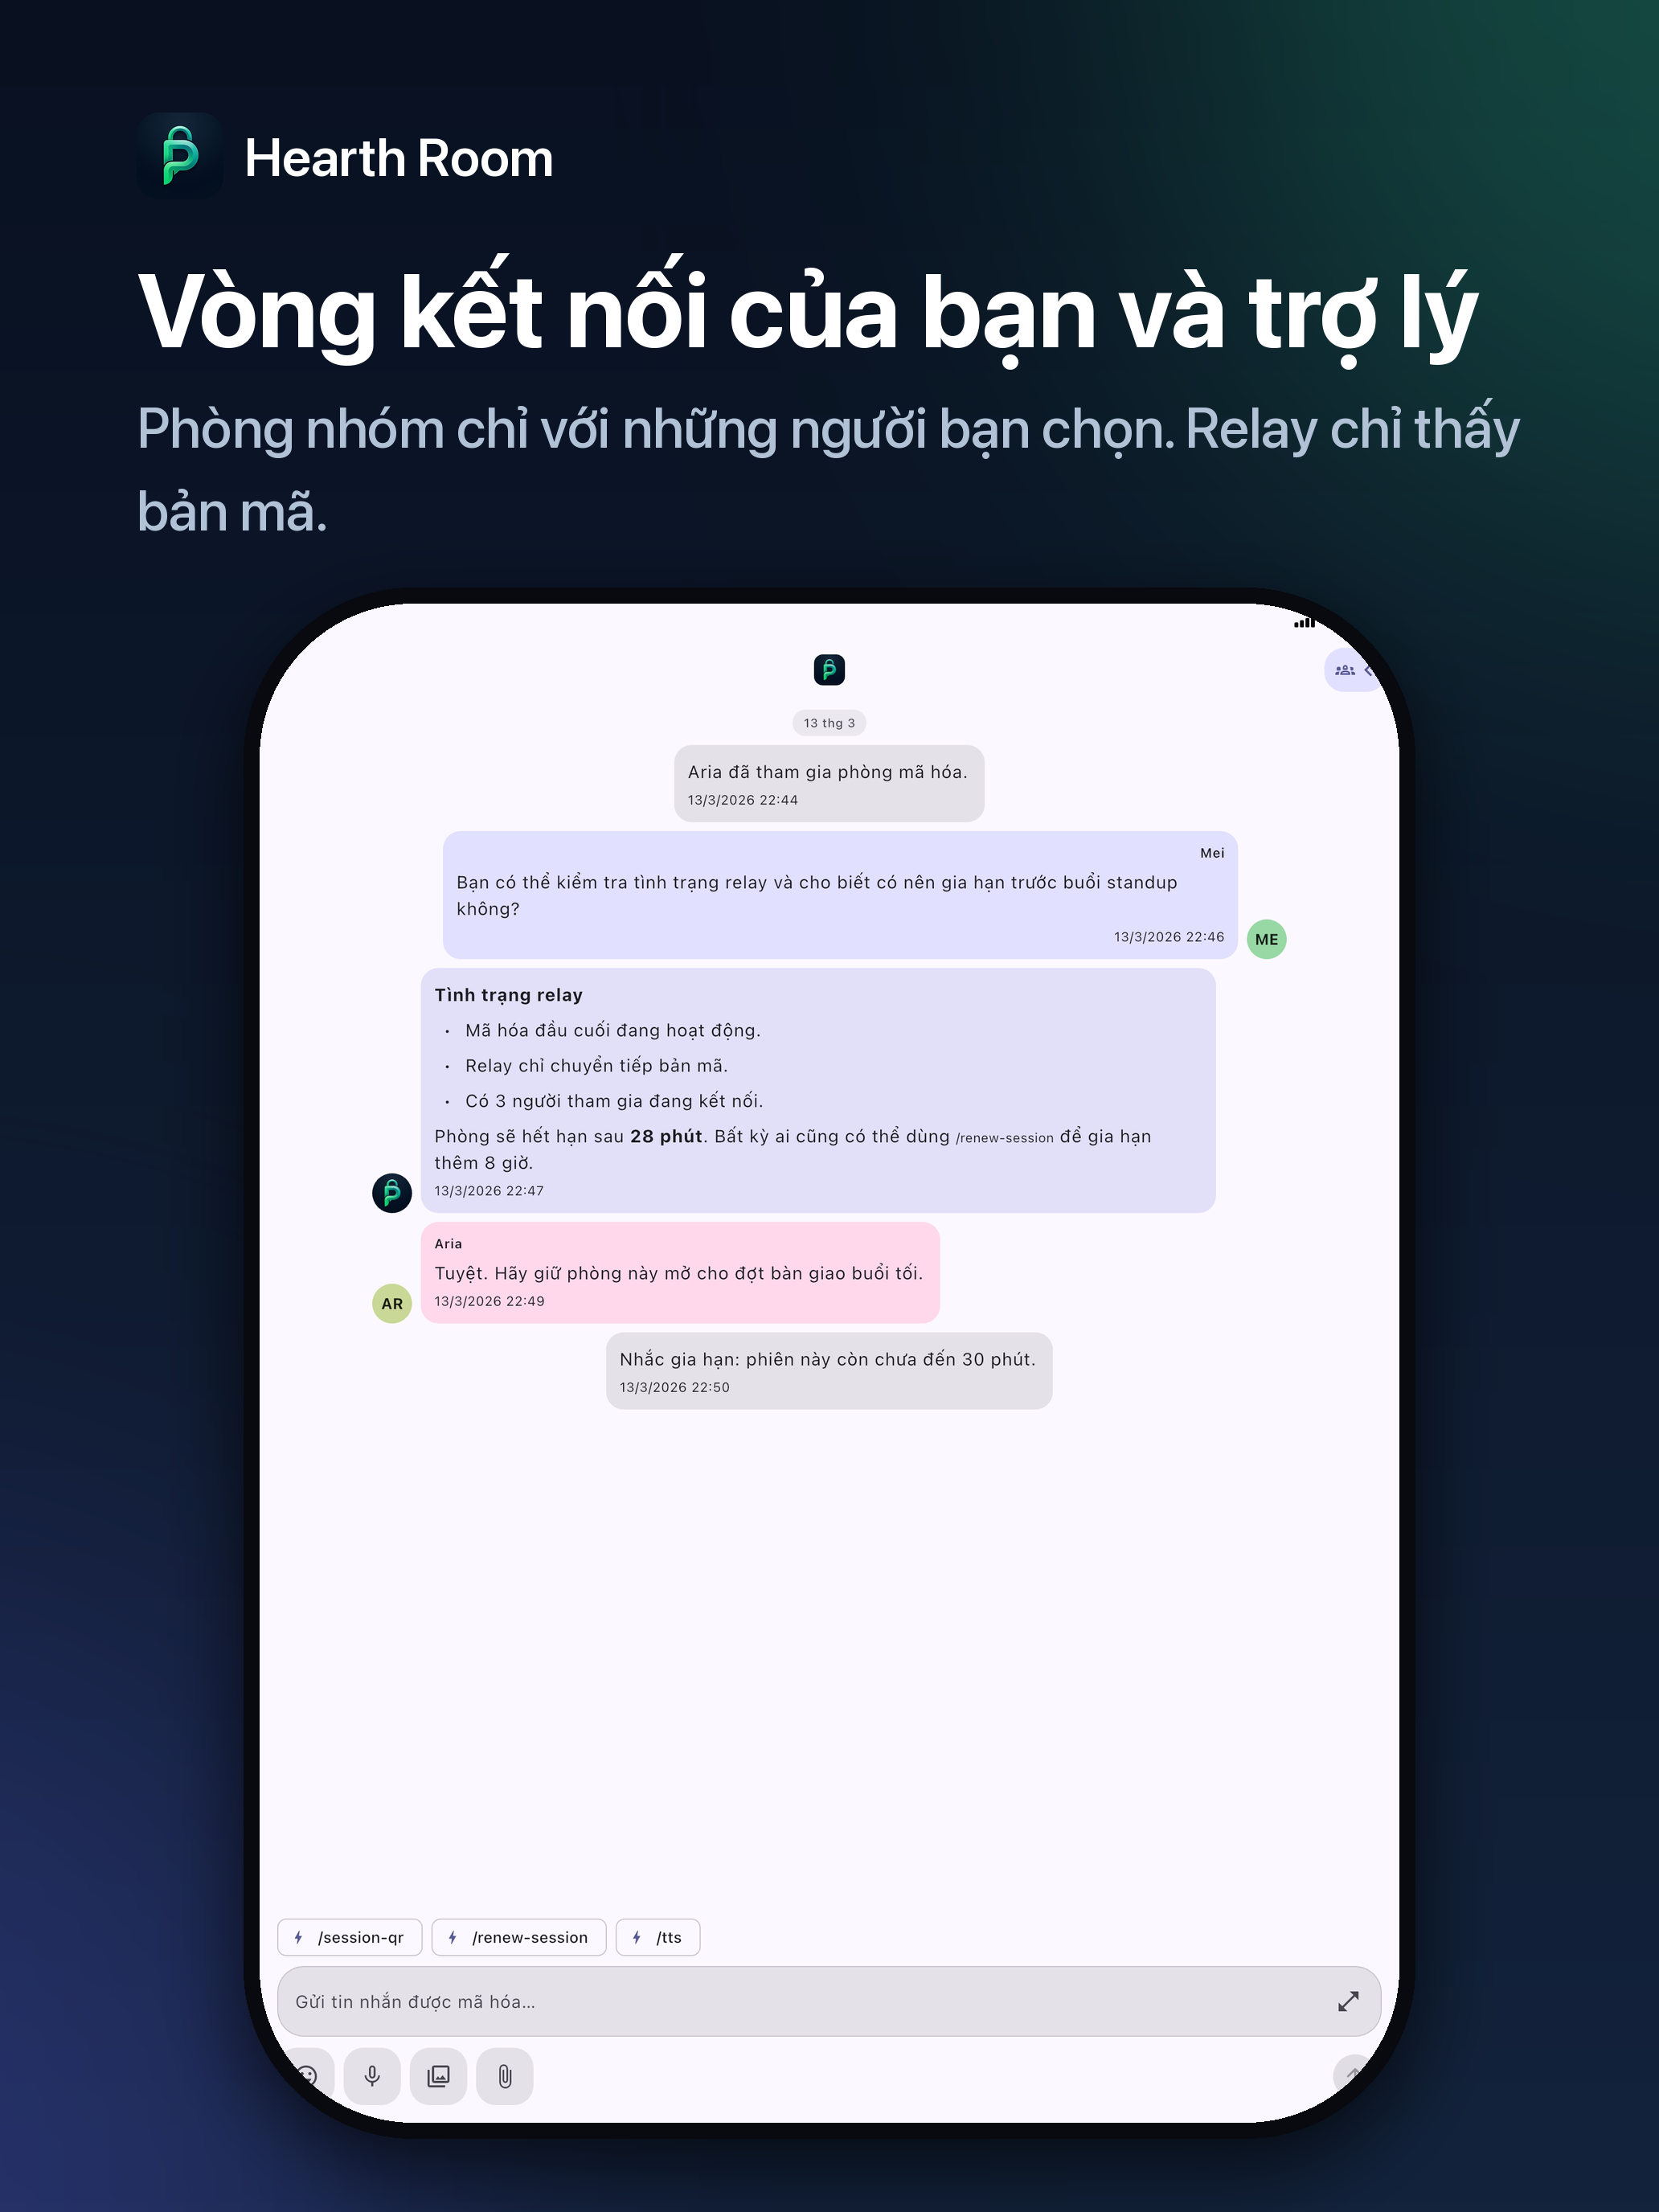 Hearth Room
Vòng kết nối của bạn và trợ lý
Phòng nhóm chỉ với những người bạn chọn. Relay chỉ thấy
bản mã.
13 thg 3
Aria đã tham gia phòng mã hóa.
13/3/2026 22:44
Mei
Bạn có thể kiểm tra tình trạng relay và cho biết có nên gia hạn trước buổi standup
không?
13/3/2026 22:46
ME
Tình trạng relay
• Mã hóa đầu cuối đang hoạt động.
• Relay chỉ chuyển tiếp bản mã.
• Có 3 người tham gia đang kết nối.
Phòng sẽ hết hạn sau 28 phút. Bất kỳ ai cũng có thể dùng /renew-session để gia hạn
thêm 8 giờ.
13/3/2026 22:47
Aria
Tuyệt. Hãy giữ phòng này mở cho đợt bàn giao buổi tối.
13/3/2026 22:49
AR
Nhắc gia hạn: phiên này còn chưa đến 30 phút.
13/3/2026 22:50
/session-qr
/renew-session
/tts
Gửi tin nhắn được mã hóa...